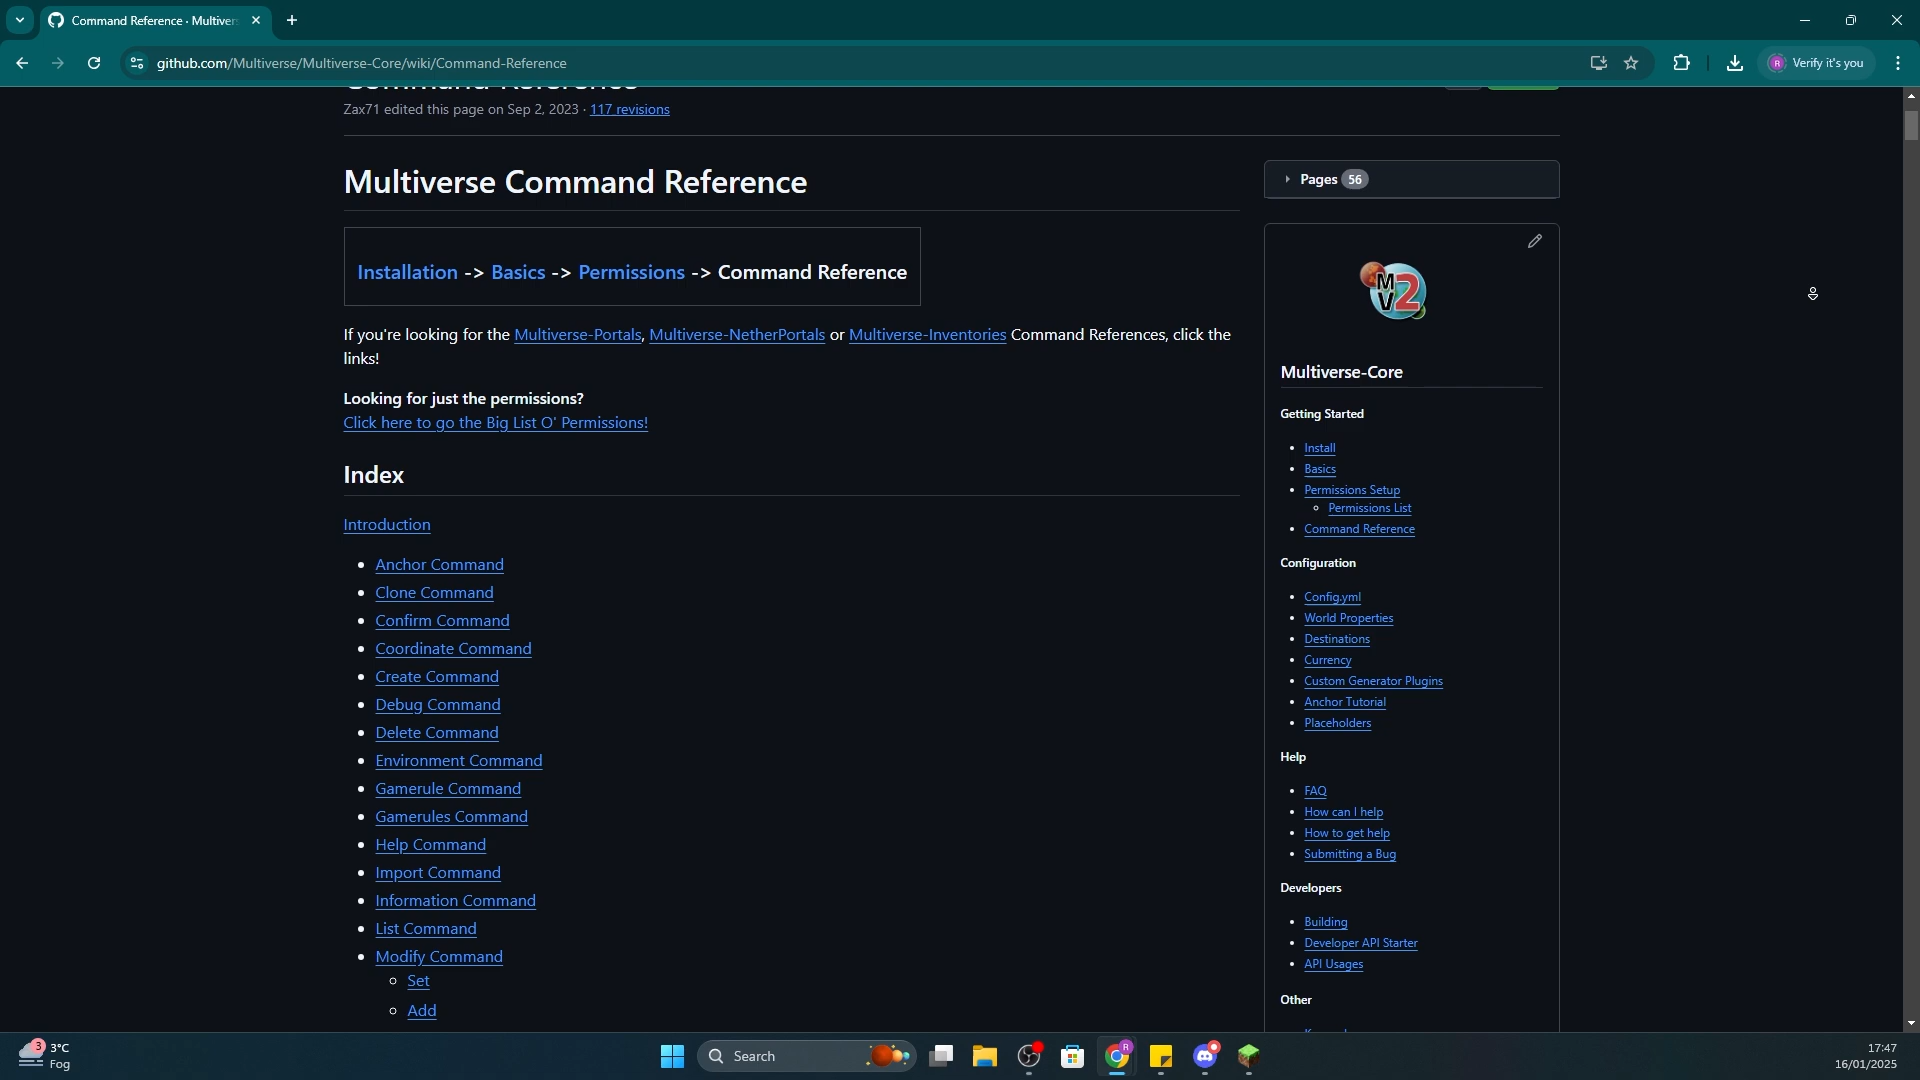 Command Reference · Multiver
github.com/Multiverse/Multiverse-Core/wiki/Command-Reference
R
Verify it's you
Command Reference
Zax71 edited this page on Sep 2, 2023 · 117 revisions
Multiverse Command Reference
Installation -> Basics -> Permissions -> Command Reference
If you're looking for the Multiverse-Portals, Multiverse-NetherPortals or Multiverse-Inventories Command References, click the
links!
Looking for just the permissions?
Click here to go the Big List O' Permissions!
Index
Introduction
Anchor Command
Clone Command
Confirm Command
Coordinate Command
Create Command
Debug Command
Delete Command
Environment Command
Gamerule Command
Gamerules Command
Help Command
Import Command
Information Command
List Command
Modify Command
Set
Add
Pages 56
MV2
Multiverse-Core
Getting Started
Install
Basics
Permissions Setup
Permissions List
Command Reference
Configuration
Config.yml
World Properties
Destinations
Currency
Custom Generator Plugins
Anchor Tutorial
Placeholders
Help
FAQ
How can I help
How to get help
Submitting a Bug
Developers
Building
Developer API Starter
API Usages
Other
3
3°C
Fog
Search
R
17:47
16/01/2025